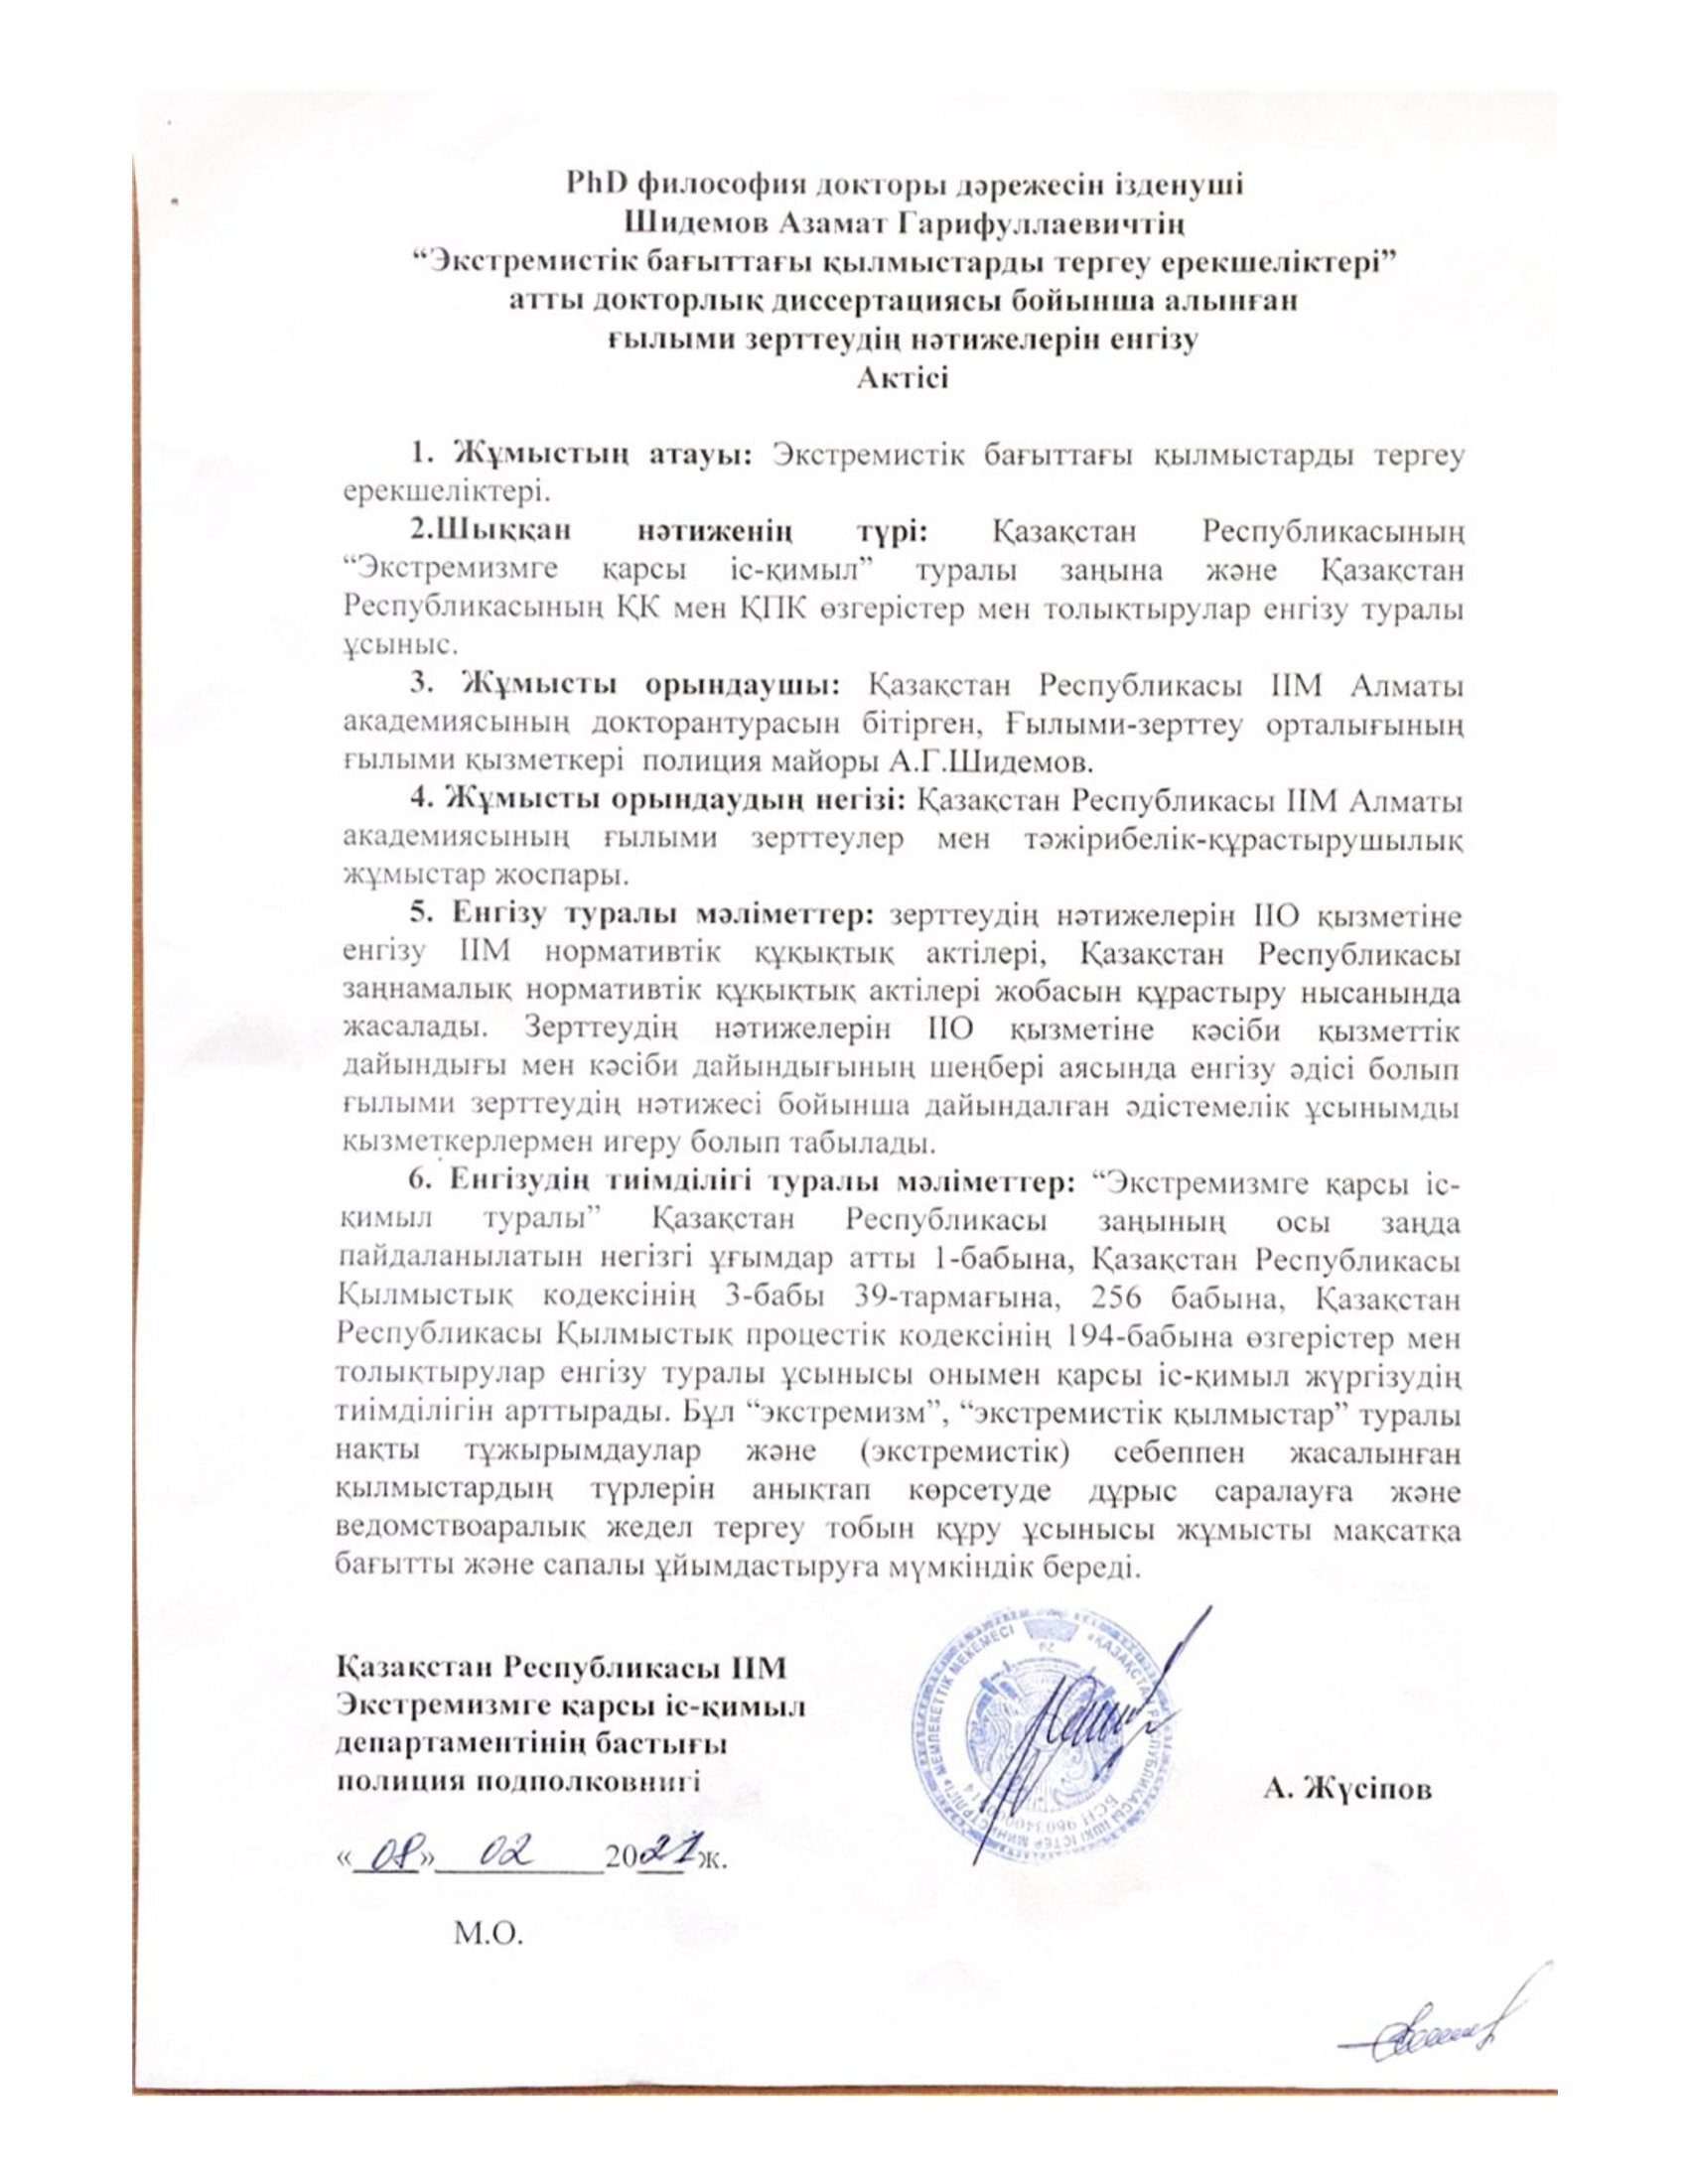 PhD философия докторы дәрежесін ізденуші
Шидемов Азамат Гарифуллаевичтің
“Экстремистік бағыттағы қылмыстарды тергеу ерекшеліктері”
атты докторлық диссертациясы бойынша алынған
ғылыми зерттеудің нәтижелерін енгізу
Актісі
1. Жұмыстың атауы: Экстремистік бағыттағы қылмыстарды тергеу
ерекшеліктері.
2.Шыққан нәтиженің түрі: Қазақстан Республикасының
“Экстремизмге қарсы іс-қимыл” туралы заңына және Қазақстан
Республикасының ҚК мен ҚПК өзгерістер мен толықтырулар енгізу туралы
ұсыныс.
3. Жұмысты орындаушы: Қазақстан Республикасы ІІМ Алматы
академиясының докторантурасын бітірген, Ғылыми-зерттеу орталығының
ғылыми қызметкері полиция майоры А.Г.Шидемов.
4. Жұмысты орындаудың негізі: Қазақстан Республикасы ІІМ Алматы
академиясының ғылыми зерттеулер мен тәжірибелік-құрастырушылық
жұмыстар жоспары.
5. Енгізу туралы мәліметтер: зерттеудің нәтижелерін ІІО қызметіне
енгізу ІІМ нормативтік құқықтық актілері, Қазақстан Республикасы
заңнамалық нормативтік құқықтық актілері жобасын құрастыру нысанында
жасалады. Зерттеудің нәтижелерін ІІО қызметіне кәсіби қызметтік
дайындығы мен кәсіби дайындығының шеңбері аясында енгізу әдісі болып
ғылыми зерттеудің нәтижесі бойынша дайындалған әдістемелік ұсынымды
қызметкерлермен игеру болып табылады.
6. Енгізудің тиімділігі туралы мәліметтер: “Экстремизмге қарсы іс-
қимыл туралы” Қазақстан Республикасы заңының осы заңда
пайдаланылатын негізгі ұғымдар атты 1-бабына, Қазақстан Республикасы
Қылмыстық кодексінің 3-бабы 39-тармағына, 256 бабына, Қазақстан
Республикасы Қылмыстық процестік кодексінің 194-бабына өзгерістер мен
толықтырулар енгізу туралы ұсынысы онымен қарсы іс-қимыл жүргізудің
тиімділігін арттырады. Бұл “экстремизм”, “экстремистік қылмыстар” туралы
нақты тұжырымдаулар және (экстремистік) себеппен жасалынған
қылмыстардың түрлерін анықтап көрсетуде дұрыс саралауға және
ведомствоаралық жедел тергеу тобын құру ұсынысы жұмысты мақсатқа
бағытты және сапалы ұйымдастыруға мүмкіндік береді.
Қазақстан Республикасы ІІМ
Экстремизмге қарсы іс-қимыл
департаментінің бастығы
полиция подполковнигі
А. Жүсіпов
«08» 02 2021 ж.
М.О.